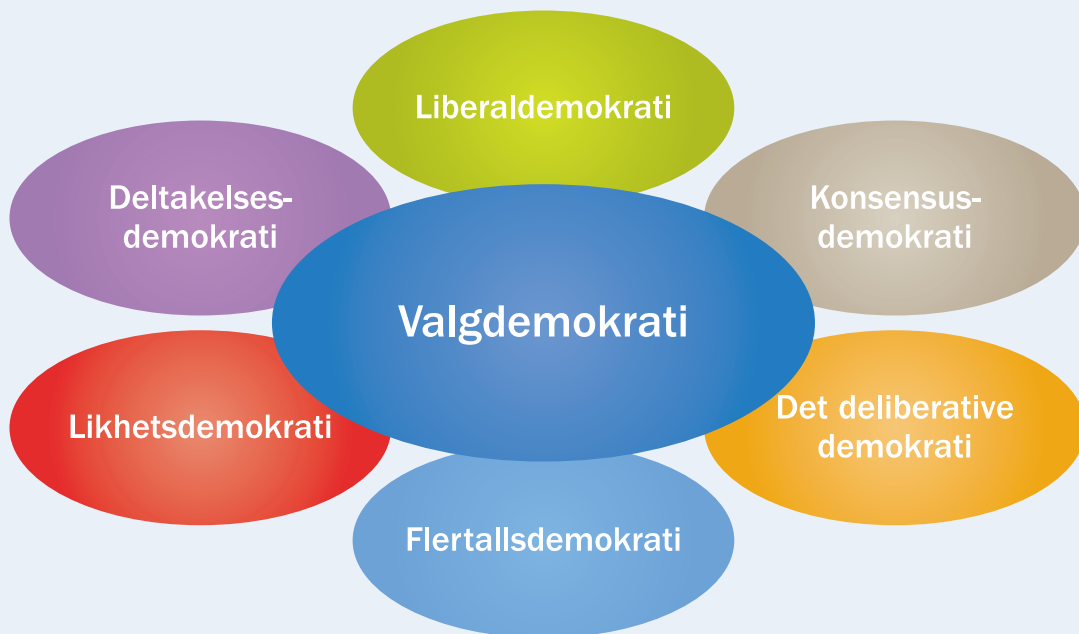 Liberaldemokrati
Deltakelses-
demokrati
Konsensus-
demokrati
Valgdemokrati
Likhetsdemokrati
Det deliberative
demokrati
Flertallsdemokrati